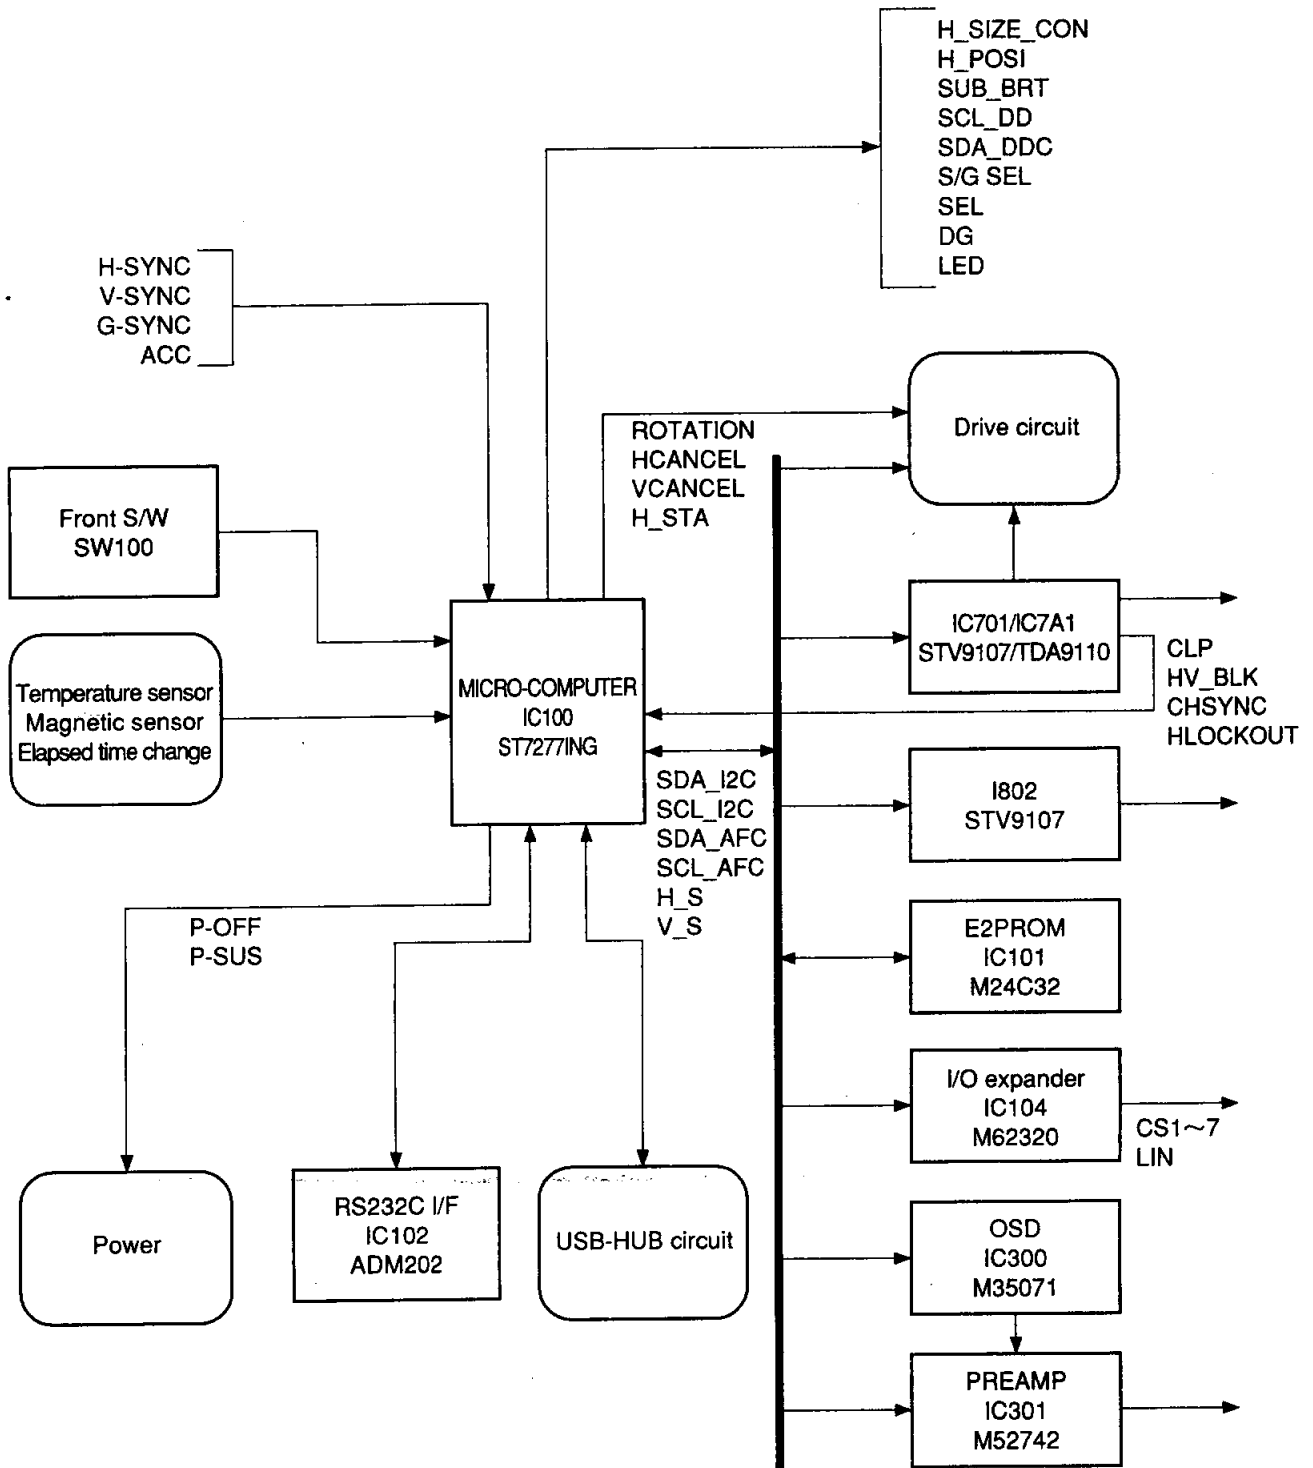 H_SIZE_CON
H_POSI
SUB_BRT
SCL_DD
SDA_DDC
S/G SEL
SEL
DG
LED
H-SYNC
V-SYNC
G-SYNC
ACC
ROTATION
HCANCEL
VCANCEL
H_STA
Drive circuit
Front S/W
SW100
IC701/IC7A1
STV9107/TDA9110
CLP
HV_BLK
CHSYNC
HLOCKOUT
Temperature sensor
Magnetic sensor
Elapsed time change
MICRO-COMPUTER
IC100
ST7277ING
SDA_I2C
SCL_I2C
SDA_AFC
SCL_AFC
H_S
V_S
I802
STV9107
P-OFF
P-SUS
E2PROM
IC101
M24C32
I/O expander
IC104
M62320
CS1~7
LIN
Power
RS232C I/F
IC102
ADM202
USB-HUB circuit
OSD
IC300
M35071
PREAMP
IC301
M52742